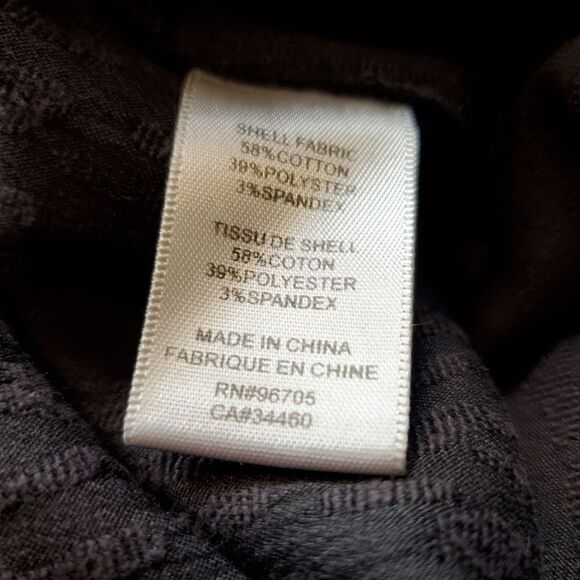 SHELL FABRIC
58%COTTON
39%POLYSTER
3%SPANDEX
TISSU DE SHELL
58%COTON
39%POLYESTER
3%SPANDEX
MADE IN CHINA
FABRIQUE EN CHINE
RN#96705
CA#34460